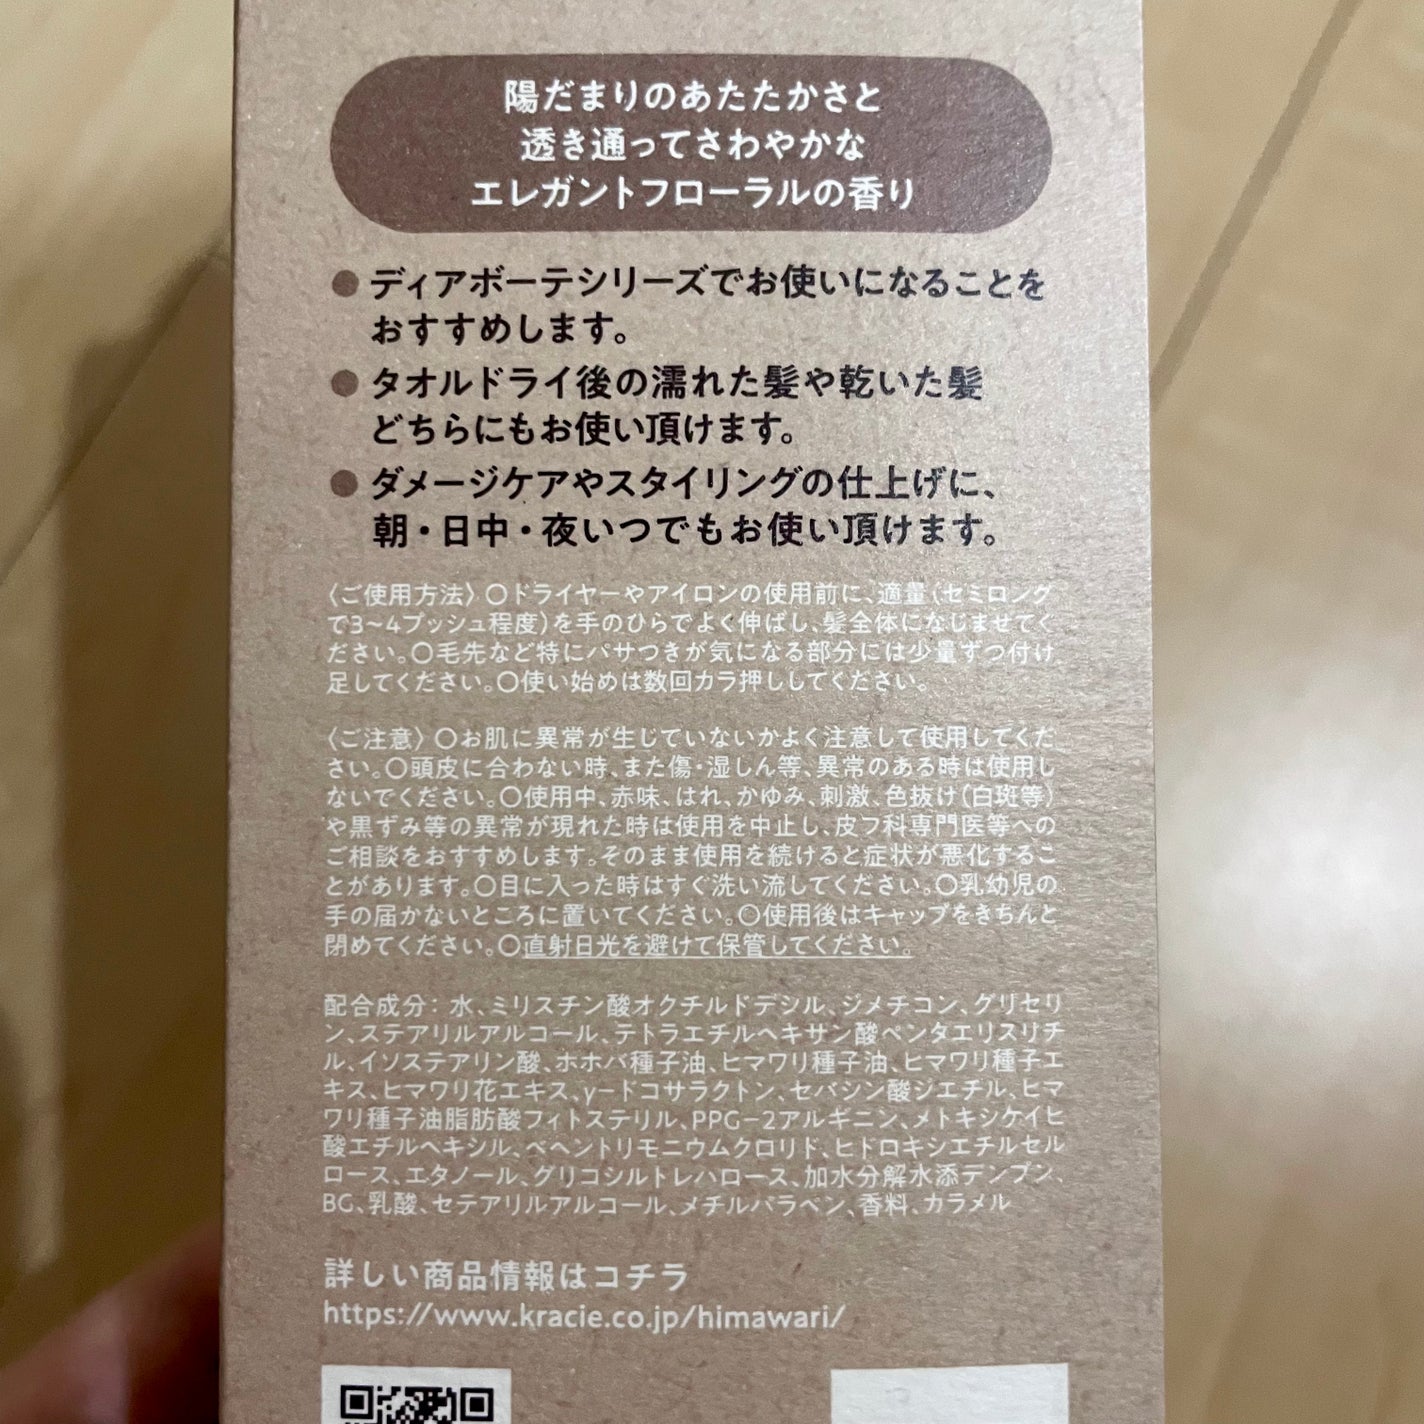 陽だまりのあたたかさと
透き通ってさわやかな
エレガントフローラルの香り
●ディアボーテシリーズでお使いになることを
おすすめします。
●タオルドライ後の濡れた髪や乾いた髪
どちらにもお使い頂けます。
●ダメージケアやスタイリングの仕上げに、
朝・日中・夜いつでもお使い頂けます。
〈ご使用方法〉○ドライヤーやアイロンの使用前に、適量(セミロング
で3~4プッシュ程度)を手のひらでよく伸ばし、髪全体になじませてく
ださい。○毛先など特にパサつきが気になる部分には少量ずつ付け
足してください。○使い始めは数回カラ押ししてください。
〈ご注意〉○お肌に異常が生じていないかよく注意して使用してくだ
さい。○頭皮に合わない時、また傷・湿しん等、異常のある時は使用し
ないでください。○使用中、赤味、はれ、かゆみ、刺激、色抜け(白斑等)
や黒ずみ等の異常が現れた時は使用を中止し、皮フ科専門医等への
ご相談をおすすめします。そのまま使用を続けると症状が悪化するこ
とがあります。○目に入った時はすぐ洗い流してください。○乳幼児の
手の届かないところに置いてください。○使用後はキャップをきちんと
閉めてください。○直射日光を避けて保管してください。
配合成分：水、ミリスチン酸オクチルドデシル、ジメチコン、グリセリ
ン、ステアリルアルコール、テトラエチルヘキサン酸ペンタエリスリチ
ル、イソステアリン酸、ホホバ種子油、ヒマワリ種子油、ヒマワリ種子エ
キス、ヒマワリ花エキス、γードコサラクトン、セバシン酸ジエチル、ヒマ
ワリ種子油脂肪酸フィトステリル、PPG-2アルギニン、メトキシケイヒ
酸エチルヘキシル、ベヘントリモニウムクロリド、ヒドロキシエチルセル
ロース、エタノール、グリコシルトレハロース、加水分解水添デンプン、
BG、乳酸、セテアリルアルコール、メチルパラベン、香料、カラメル
詳しい商品情報はコチラ
https://www.kracie.co.jp/himawari/